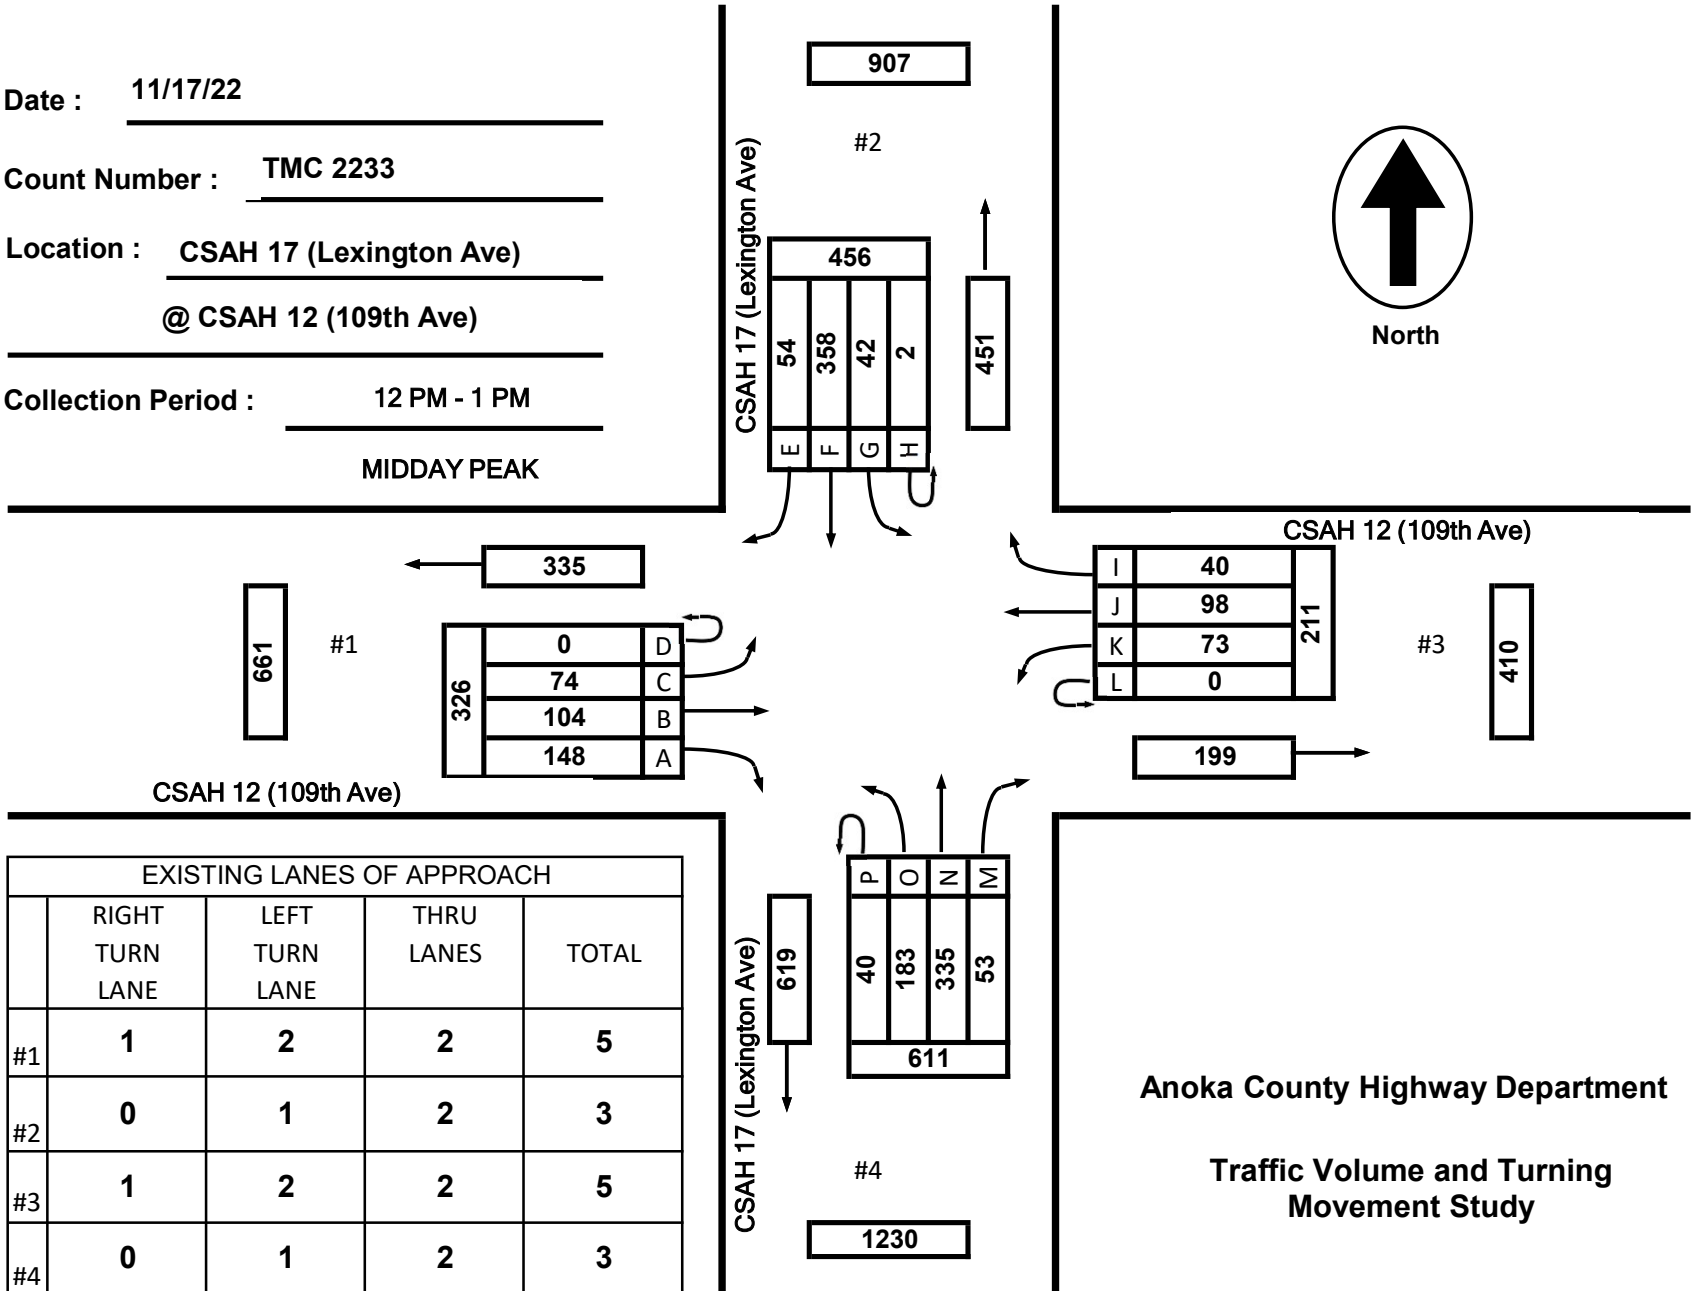 Date : 11/17/22
Count Number : TMC 2233
Location : CSAH 17 (Lexington Ave)
@ CSAH 12 (109th Ave)
Collection Period : 12 PM - 1 PM
MIDDAY PEAK
907
#2
CSAH 17 (Lexington Ave)
456
54 358 42 2
E F G H
451
North
CSAH 12 (109th Ave)
335
661
#1
326
0 D
74 C
104 B
148 A
CSAH 12 (109th Ave)
I 40
J 98
K 73
L 0
211
#3
410
199
P O N M
40 183 335 53
611
619
CSAH 17 (Lexington Ave)
#4
1230
EXISTING LANES OF APPROACH
RIGHT LEFT THRU
TURN TURN LANES TOTAL
LANE LANE
#1 1 2 2 5
#2 0 1 2 3
#3 1 2 2 5
#4 0 1 2 3
Anoka County Highway Department
Traffic Volume and Turning
Movement Study